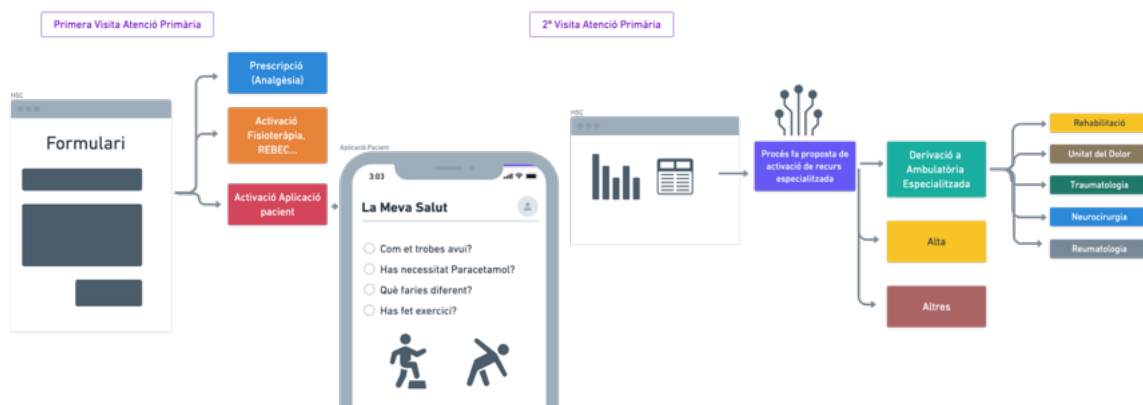 Primera Visita Atenció Primària
2ª Visita Atenció Primària
HSC
Formulari
Prescripció
(Analgèsia)
Activació
Fisioteràpia,
REBEC...
Activació Aplicació
pacient
Aplicació Pacient
3:03
La Meva Salut
Com et trobes avui?
Has necessitat Paracetamol?
Què faries diferent?
Has fet exercici?
HSC
Procés fa proposta de
activació de recurs
especialitzada
Derivació a
Ambulatòria
Especialitzada
Alta
Altres
Rehabilitació
Unitat del Dolor
Traumatologia
Neurocirurgia
Reumatologia